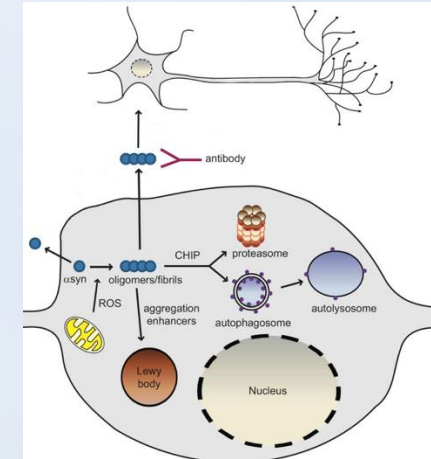 antibody
CHIP
proteasome
αsyn
oligomers/fibrils
ROS
aggregation
enhancers
autophagosome
autolysosome
Lewy
body
Nucleus